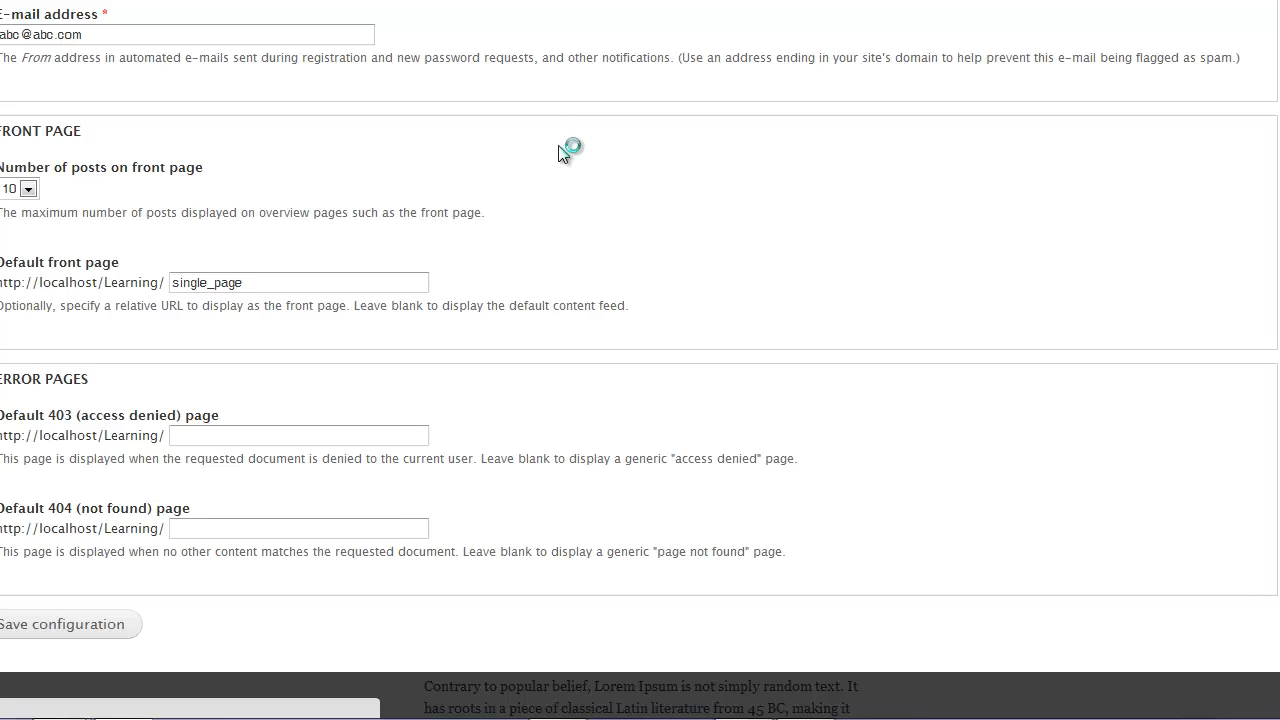 E-mail address *
abc@abc.com
The From address in automated e-mails sent during registration and new password requests, and other notifications. (Use an address ending in your site's domain to help prevent this e-mail being flagged as spam.)
FRONT PAGE
Number of posts on front page
10
The maximum number of posts displayed on overview pages such as the front page.
Default front page
http://localhost/Learning/ single_page
Optionally, specify a relative URL to display as the front page. Leave blank to display the default content feed.
ERROR PAGES
Default 403 (access denied) page
http://localhost/Learning/
This page is displayed when the requested document is denied to the current user. Leave blank to display a generic "access denied" page.
Default 404 (not found) page
http://localhost/Learning/
This page is displayed when no other content matches the requested document. Leave blank to display a generic "page not found" page.
Save configuration
Contrary to popular belief, Lorem Ipsum is not simply random text. It
has roots in a piece of classical Latin literature from 45 BC, making it